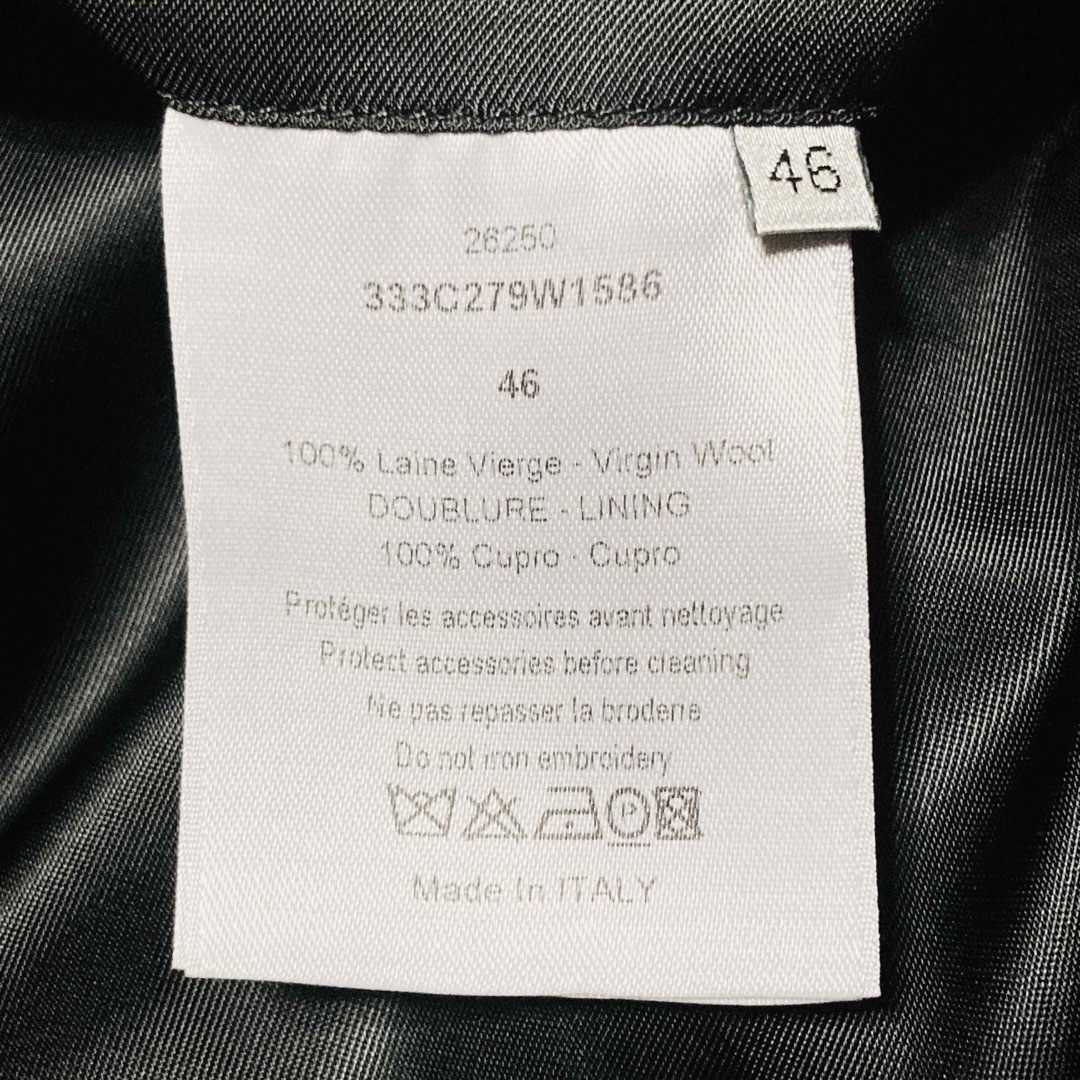 46
26250
333C279W1586
46
100% Laine Vierge - Virgin Wool
DOUBLURE - LINING
100% Cupro - Cupro
Protéger les accessoires avant nettoyage
Protect accessories before cleaning
Ne pas repasser la broderie
Do not iron embroidery
P
Made In ITALY